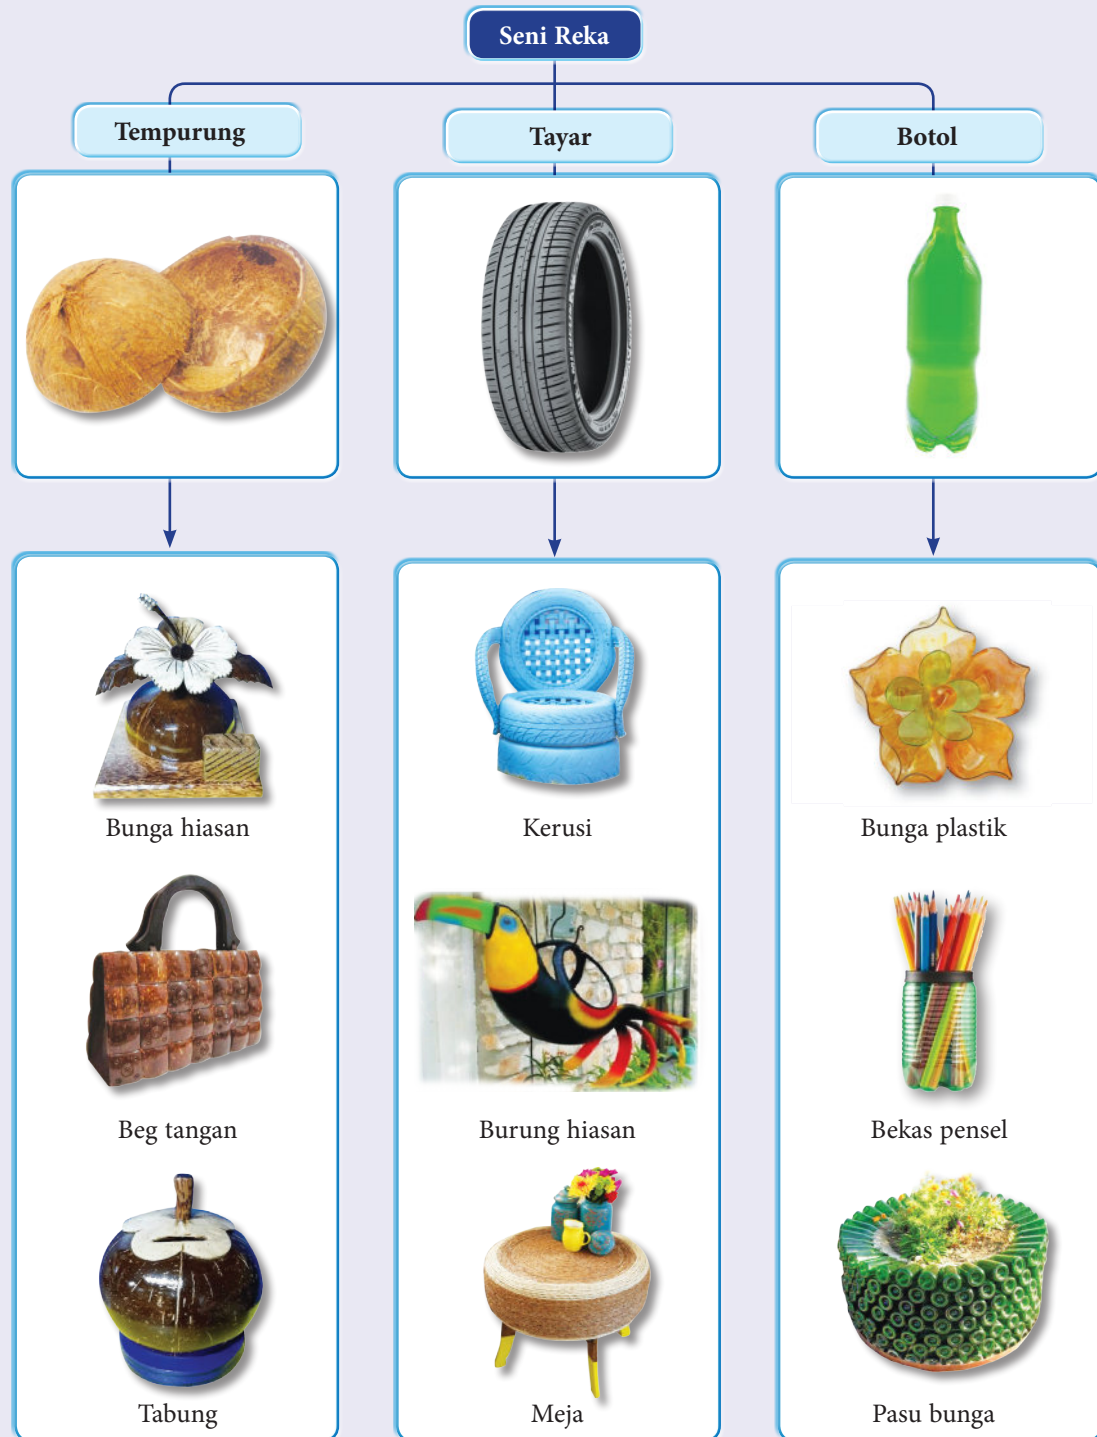 Seni Reka
Tempurung
Tayar
Botol
Bunga hiasan
Kerusi
Bunga plastik
Beg tangan
Burung hiasan
Bekas pensel
Tabung
Meja
Pasu bunga